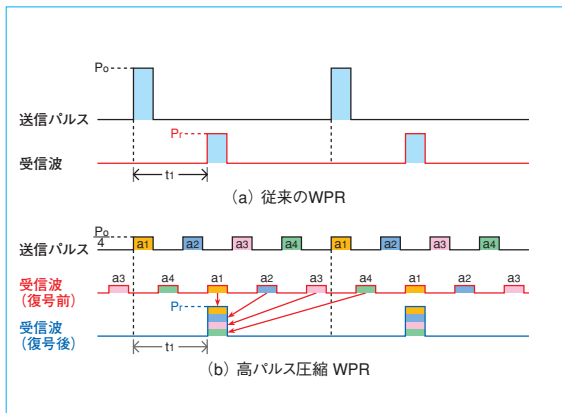 Po
送信パルス
Pr
受信波
t1
(a) 従来のWPR
Po
4
送信パルス
a1 a2 a3 a4 a1 a2 a3 a4
受信波
(復号前)
a3 a4 a1 a2 a3 a4 a1 a2 a3
Pr
受信波
(復号後)
t1
(b) 高パルス圧縮 WPR